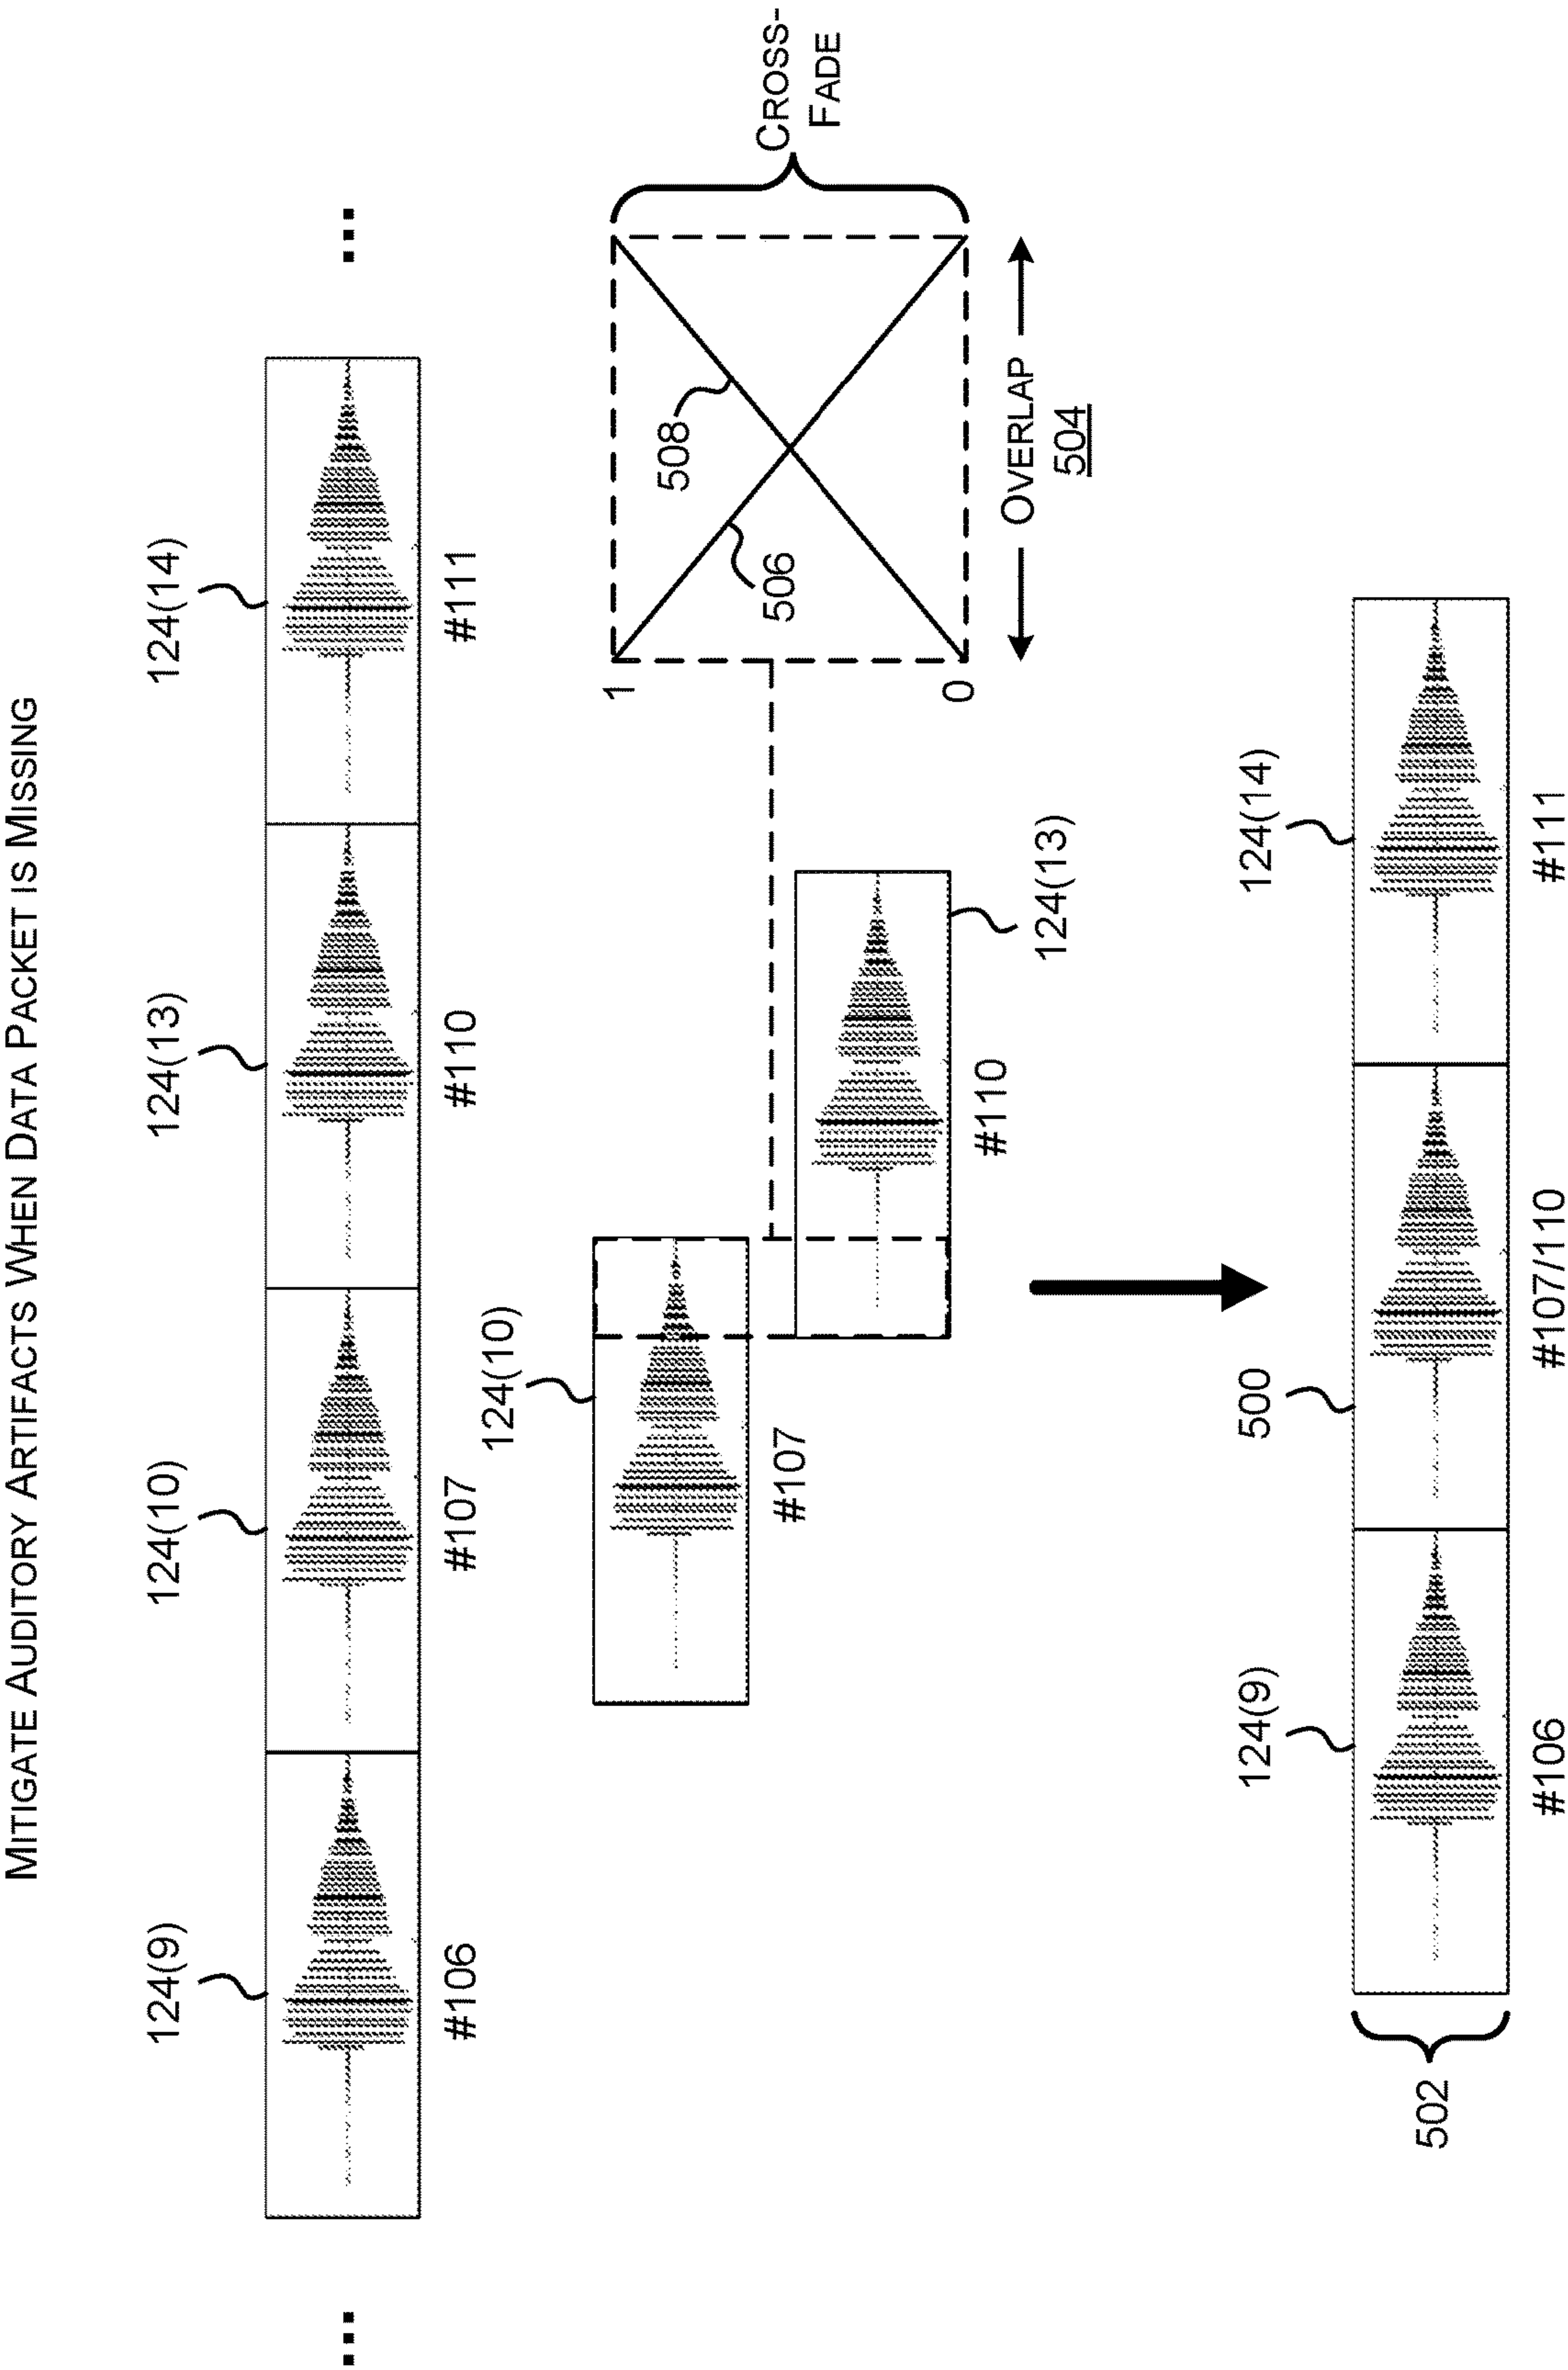 MITIGATE AUDITORY ARTIFACTS WHEN DATA PACKET IS MISSING
124(9) 124(10) 124(13) 124(14)
... ...
#106 #107 #110 #111
124(10)
#107
#110
124(13)
1
0
506
508
CROSS-
FADE
OVERLAP
504
124(9) 500 124(14)
502
#106 #107/110 #111